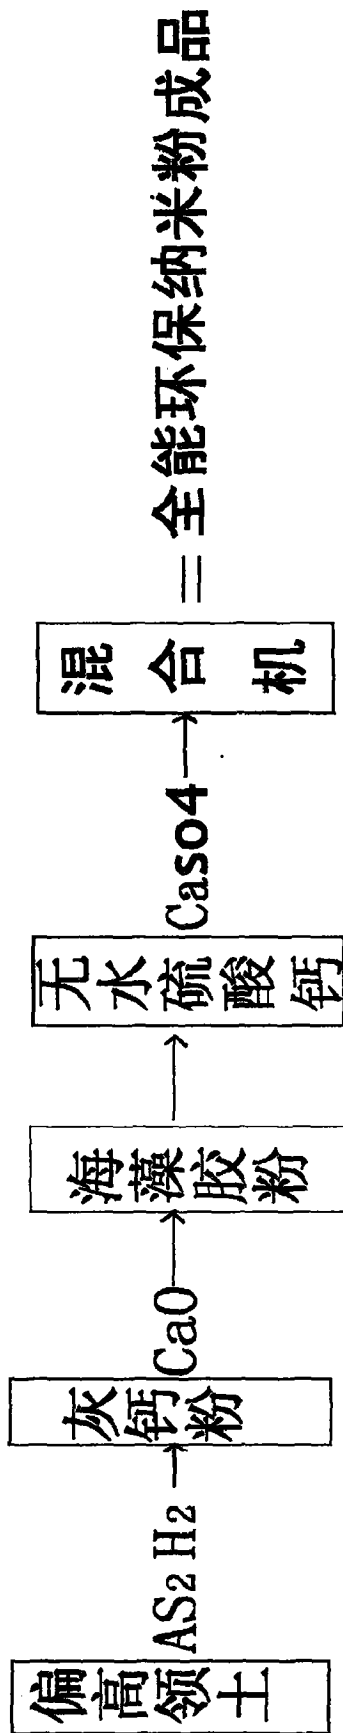 偏高领土
AS2 H2
灰钙粉
CaO
海藻胶粉
无水硫酸钙
Caso4
混合机
=全能环保纳米粉成品